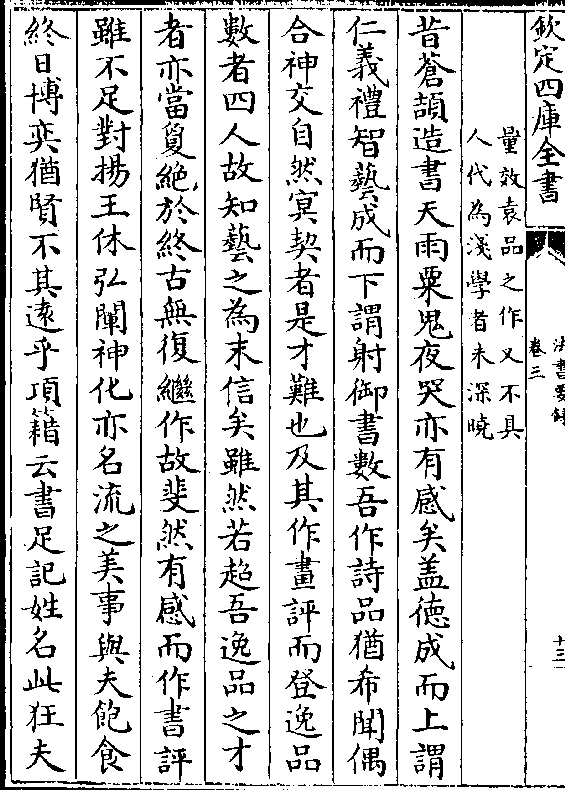 欽定四庫全書
法書要錄
卷三
十三
量效袁品之作又不具
人代為淺學者未深曉
昔蒼頡造書天雨粟鬼夜哭亦有感矣盖徳成而上謂
仁義禮智藝成而下謂射御書數吾作詩品猶希聞偶
合神交自然冥契者是才難也及其作畫評而登逸品
數者四人故知藝之為末信矣雖然若超吾逸品之才
者亦當夐絶於終古無復繼作故斐然有感而作書評
雖不足對揚王休弘闡神化亦名流之美事與夫飽食
終日博奕猶賢不其逺乎項籍云書足記姓名此狂夫